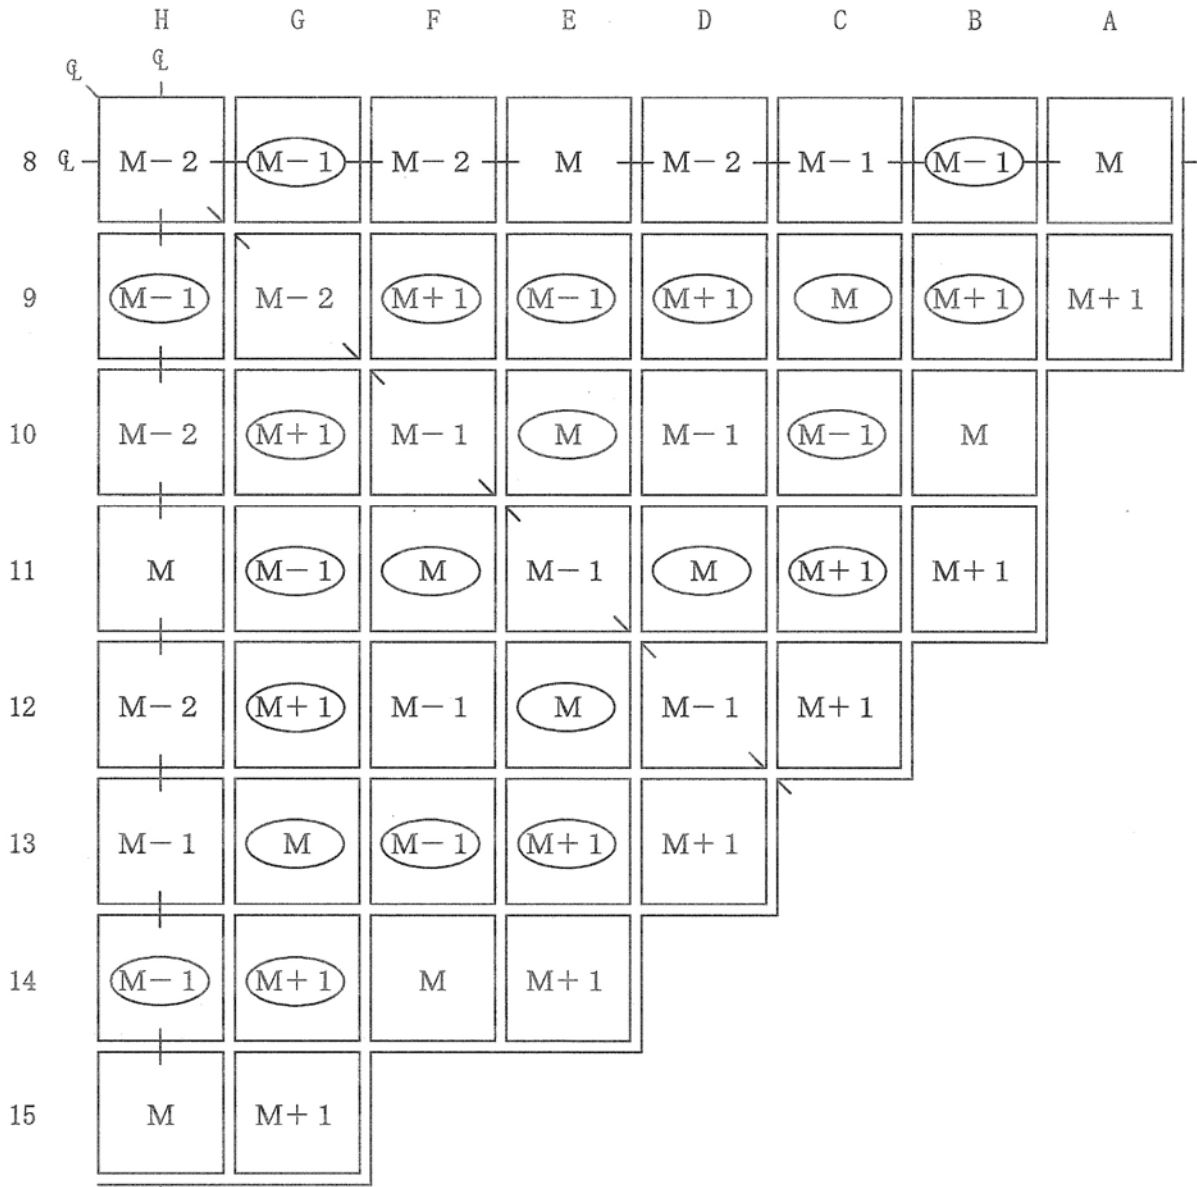 H G F E D C B A
℄ ℄
8 ℄ M-2 M-1 M-2 M M-2 M-1 M-1 M
9 M-1 M-2 M+1 M-1 M+1 M M+1 M+1
10 M-2 M+1 M-1 M M-1 M-1 M
11 M M-1 M M-1 M M+1 M+1
12 M-2 M+1 M-1 M M-1 M+1
13 M-1 M M-1 M+1 M+1
14 M-1 M+1 M M+1
15 M M+1